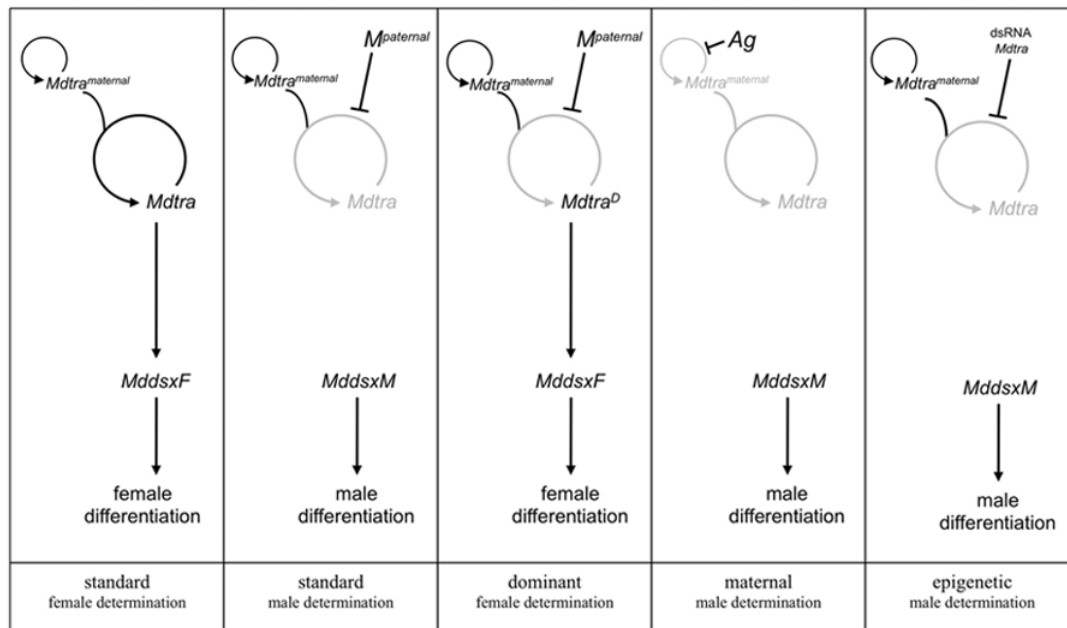 Mdtra^maternal
Mdtra
MddsxF
female
differentiation
standard
female determination
M^paternal
Mdtra^maternal
Mdtra
MddsxM
male
differentiation
standard
male determination
M^paternal
Mdtra^maternal
Mdtra^D
MddsxF
female
differentiation
dominant
female determination
Ag
Mdtra^maternal
Mdtra
MddsxM
male
differentiation
maternal
male determination
dsRNA
Mdtra
Mdtra^maternal
Mdtra
MddsxM
male
differentiation
epigenetic
male determination